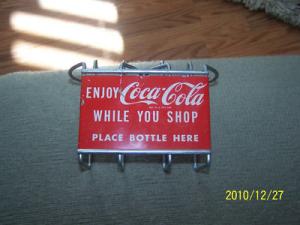 ENJOY Coca-Cola
WHILE YOU SHOP
PLACE BOTTLE HERE
2010/12/27